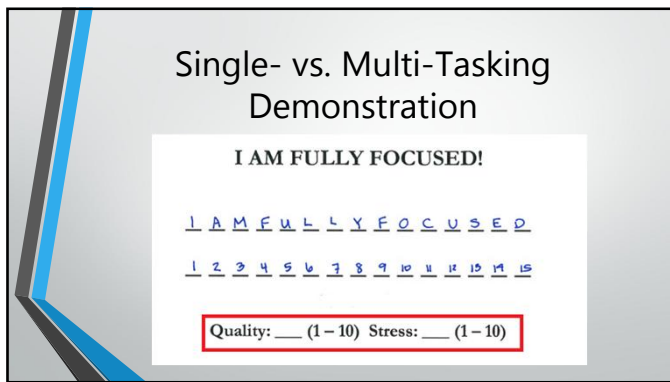 Single- vs. Multi-Tasking
Demonstration
I AM FULLY FOCUSED!
I A M F U L L Y F O C U S E D
1 2 3 4 5 6 7 8 9 10 11 12 13 14 15
Quality: ___ (1 – 10) Stress: ___ (1 – 10)